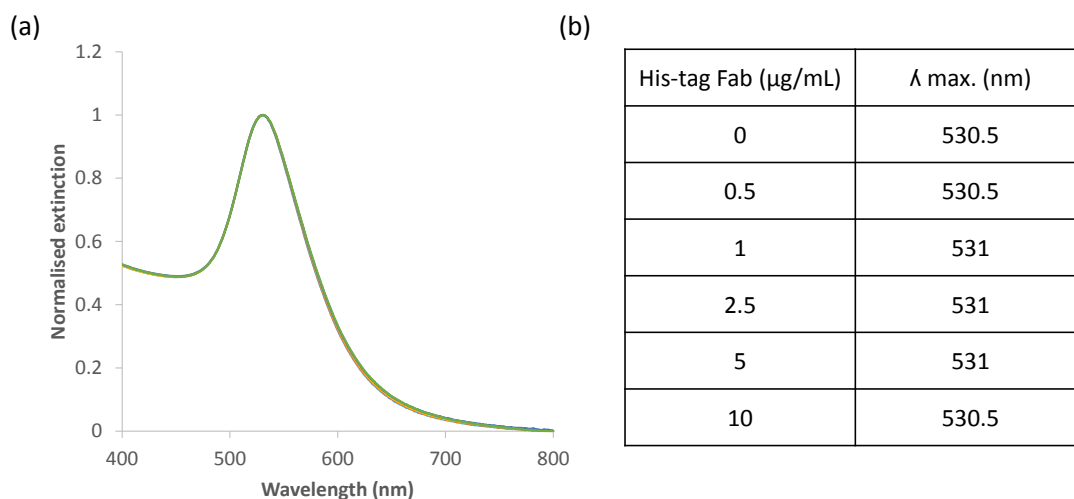 (a)
1.2
1
0.8
0.6
0.4
0.2
0
Normalised extinction
400 500 600 700 800
Wavelength (nm)
(b)
His-tag Fab (µg/mL) ʎ max. (nm)
0 530.5
0.5 530.5
1 531
2.5 531
5 531
10 530.5